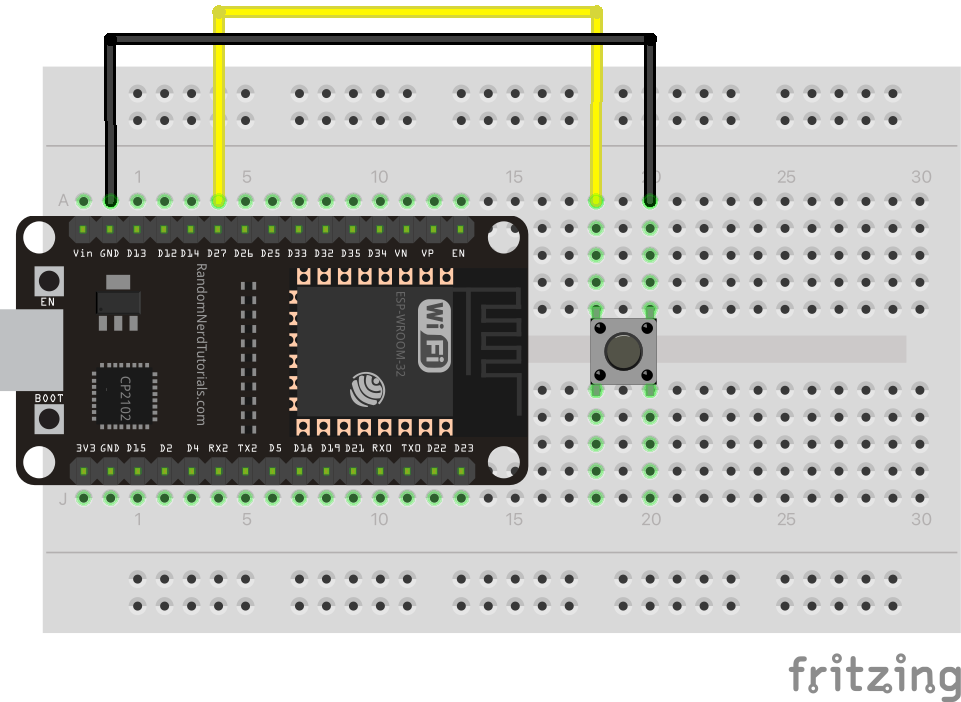 1 5 10 15 20 25 30
A
Vin GND D13 D12 D14 D27 D26 D25 D33 D32 D35 D34 VN VP EN
EN
RandomNerdTutorials.com
ESP-WROOM-32
WiFi
CP2102
BOOT
3V3 GND D15 D2 D4 RX2 TX2 D5 D18 D19 D21 RX0 TX0 D22 D23
J
1 5 10 15 20 25 30
fritzing